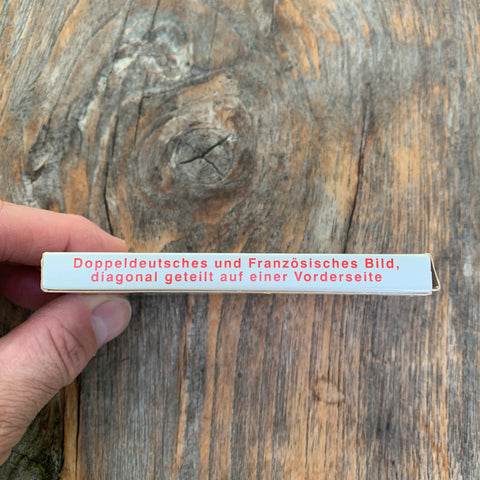 Doppeldeutsches und Französisches Bild,
diagonal geteilt auf einer Vorderseite